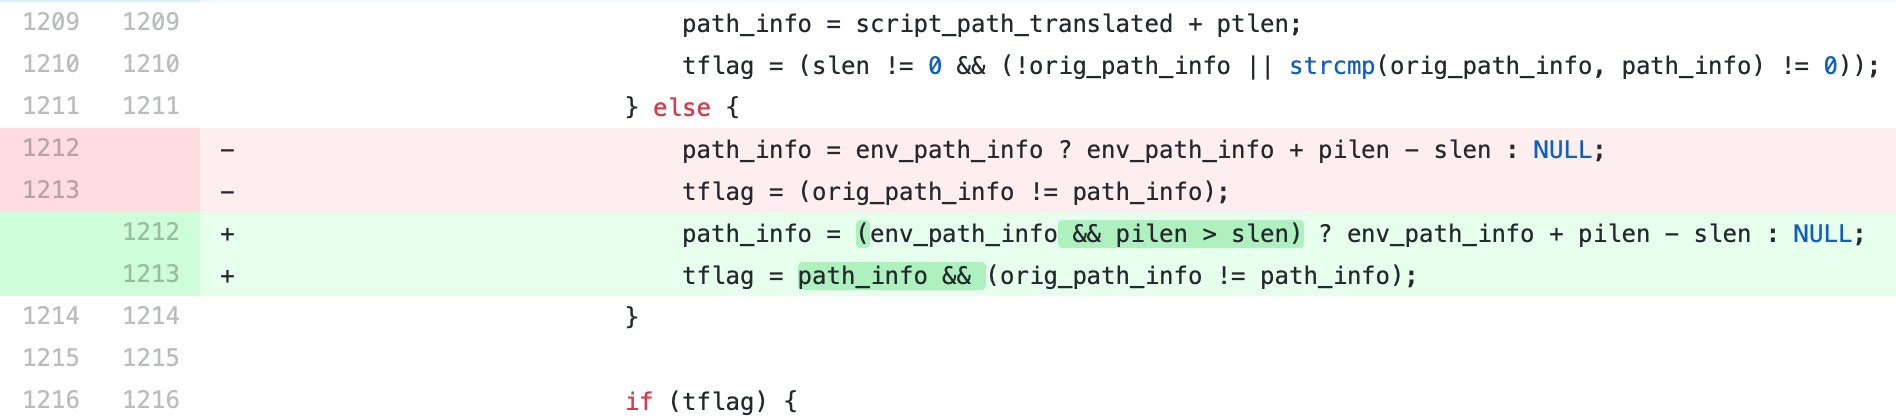 1209 1209 path_info = script_path_translated + ptlen;
1210 1210 tflag = (slen != 0 && (!orig_path_info || strcmp(orig_path_info, path_info) != 0));
1211 1211 } else {
1212 − path_info = env_path_info ? env_path_info + pilen − slen : NULL;
1213 − tflag = (orig_path_info != path_info);
1212 + path_info = (env_path_info && pilen > slen) ? env_path_info + pilen − slen : NULL;
1213 + tflag = path_info && (orig_path_info != path_info);
1214 1214 }
1215 1215
1216 1216 if (tflag) {